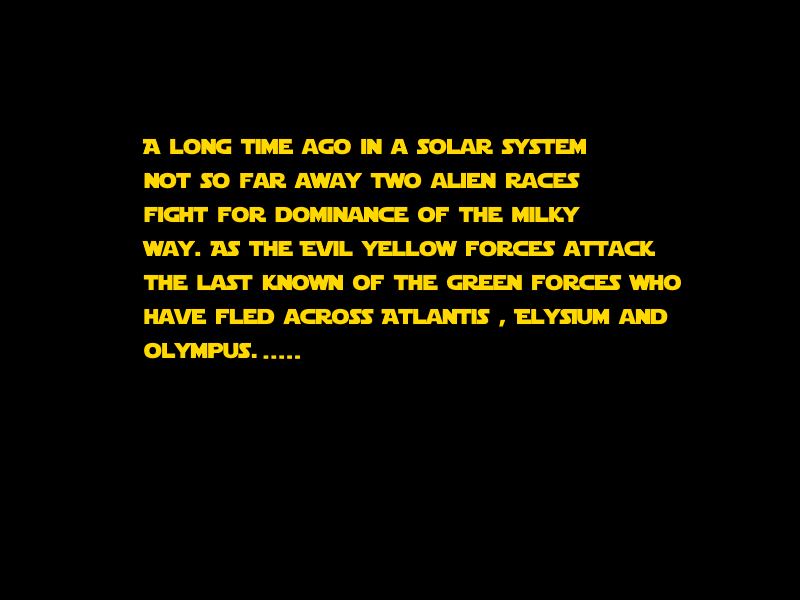 A long time ago in a solar system
not so far away two alien races
fight for dominance of the milky
way. As the Evil yellow forces attack
the last known of the green forces who
have fled across Atlantis , Elysium and
olympus. .....